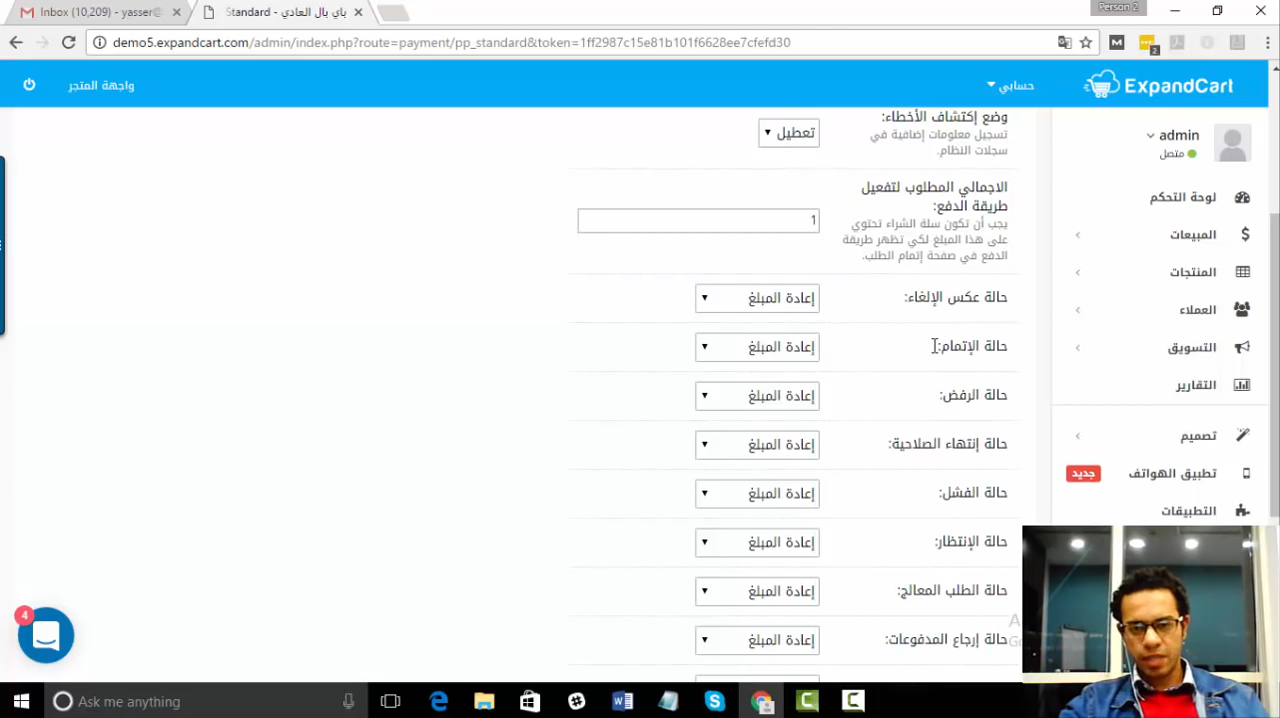 Inbox (10,209) - yasser@
Standard - باي بال العادي
Person 2
demo5.expandcart.com/admin/index.php?route=payment/pp_standard&token=1ff2987c15e81b101f6628ee7cfefd30
ExpandCart
حسابي
واجهة المتجر
admin
متصل
لوحة التحكم
المبيعات
المنتجات
العملاء
التسويق
التقارير
تصميم
تطبيق الهواتف
جديد
التطبيقات
وضع إكتشاف الأخطاء:
تسجيل معلومات إضافية في
سجلات النظام.
تعطيل
الاجمالي المطلوب لتفعيل
طريقة الدفع:
يجب أن تكون سلة الشراء تحتوي
على هذا المبلغ لكي تظهر طريقة
الدفع في صفحة إتمام الطلب.
1
حالة عكس الإلغاء:
إعادة المبلغ
حالة الإتمام:
إعادة المبلغ
حالة الرفض:
إعادة المبلغ
حالة إنتهاء الصلاحية:
إعادة المبلغ
حالة الفشل:
إعادة المبلغ
حالة الإنتظار:
إعادة المبلغ
حالة الطلب المعالج:
إعادة المبلغ
حالة إرجاع المدفوعات:
إعادة المبلغ
4
Ask me anything